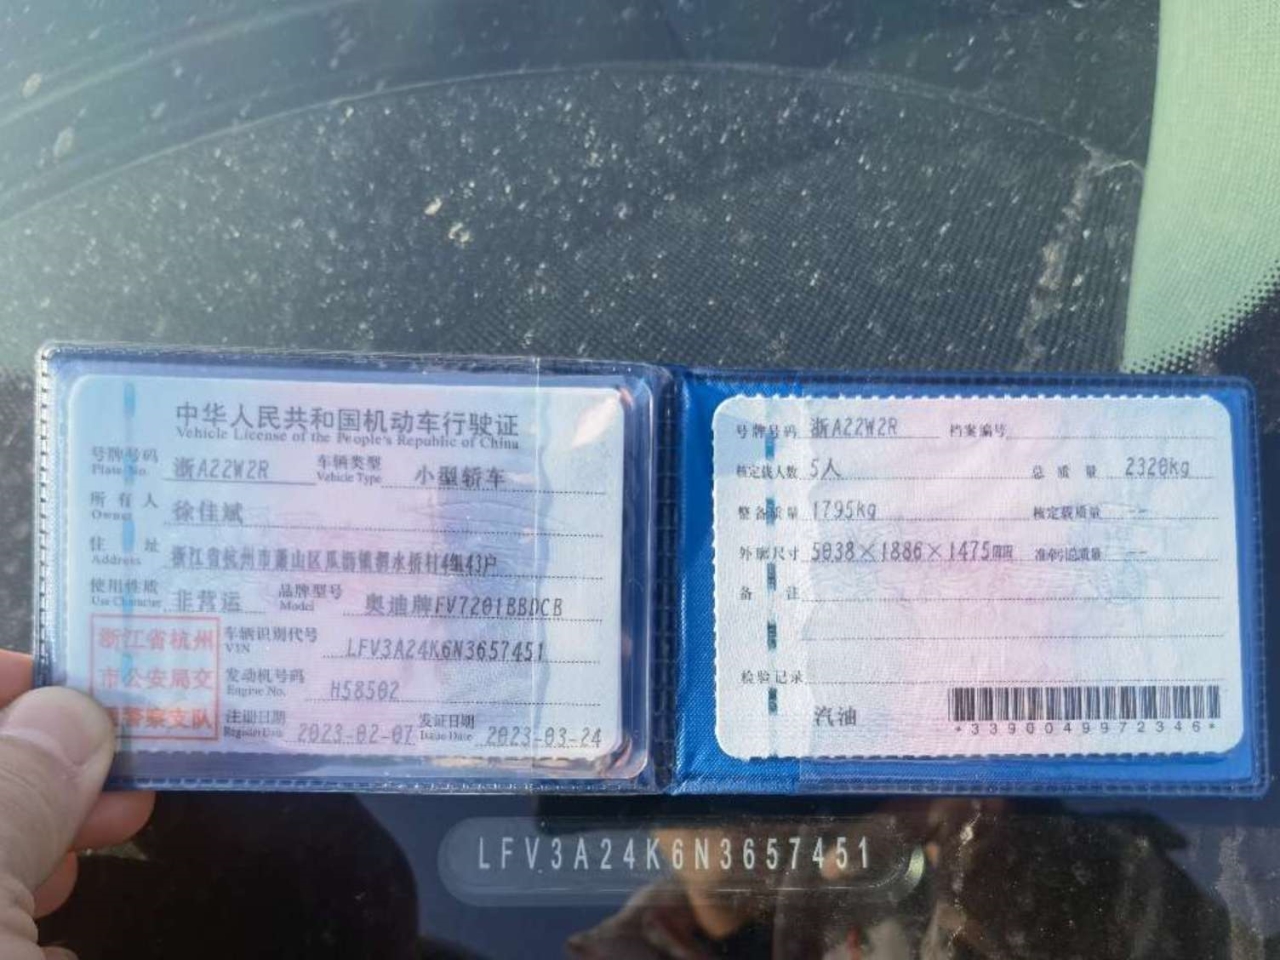 中华人民共和国机动车行驶证
Vehicle License of the People's Republic of China
号牌号码 浙A22W2R 车辆类型 小型轿车
Plate No. Vehicle Type
所有人 徐佳斌
Owner
住址 浙江省杭州市萧山区瓜沥镇 水桥村4组43户
Address
使用性质 非营运 品牌型号 奥迪牌FV7201BBDCB
Use Character Model
浙江省杭州
市公安局交
警察支队
车辆识别代号 LFV3A24K6N3657451
VIN
发动机号码 H58502
Engine No.
注册日期 2023-02-07 发证日期 2023-03-24
Register Date Issue Date
号牌号码 浙A22W2R 档案编号
核定载人数 5人 总质量 2320kg
整备质量 1795kg 核定载质量 --
外廓尺寸 5038×1886×1475mm 准牵引总质量 --
备注
检验记录
汽油
*3390049972346*
LFV3A24K6N3657451